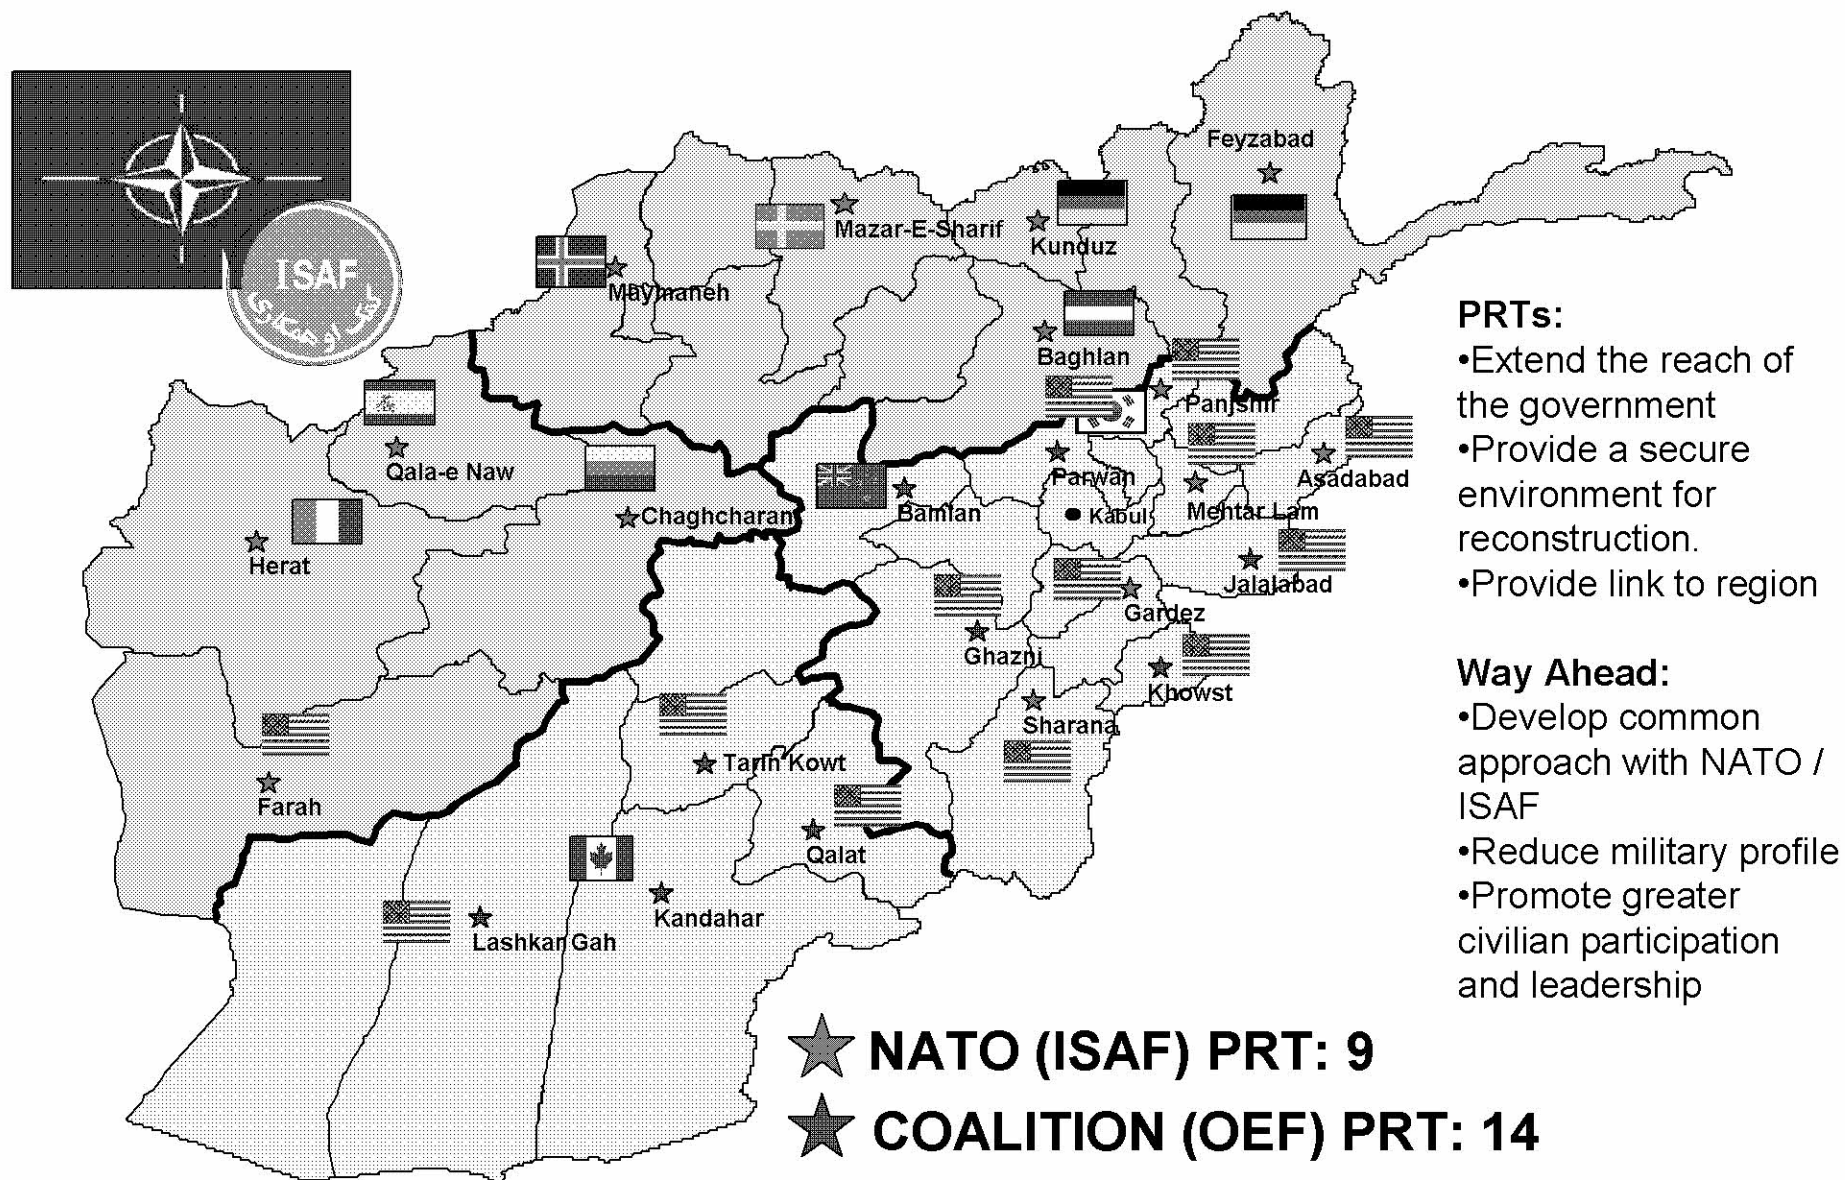 ISAF
Feyzabad
Mazar-E-Sharif
Kunduz
Maymaneh
Baghlan
Panjshir
Qala-e Naw
Parwan
Asadabad
Chaghcharan
Bamian
Kabul
Mehtar Lam
Herat
Jalalabad
Gardez
Ghazni
Khowst
Sharana
Tarin Kowt
Farah
Qalat
Kandahar
Lashkar Gah
PRTs:
•Extend the reach of
the government
•Provide a secure
environment for
reconstruction.
•Provide link to region
Way Ahead:
•Develop common
approach with NATO /
ISAF
•Reduce military profile
•Promote greater
civilian participation
and leadership
NATO (ISAF) PRT: 9
COALITION (OEF) PRT: 14